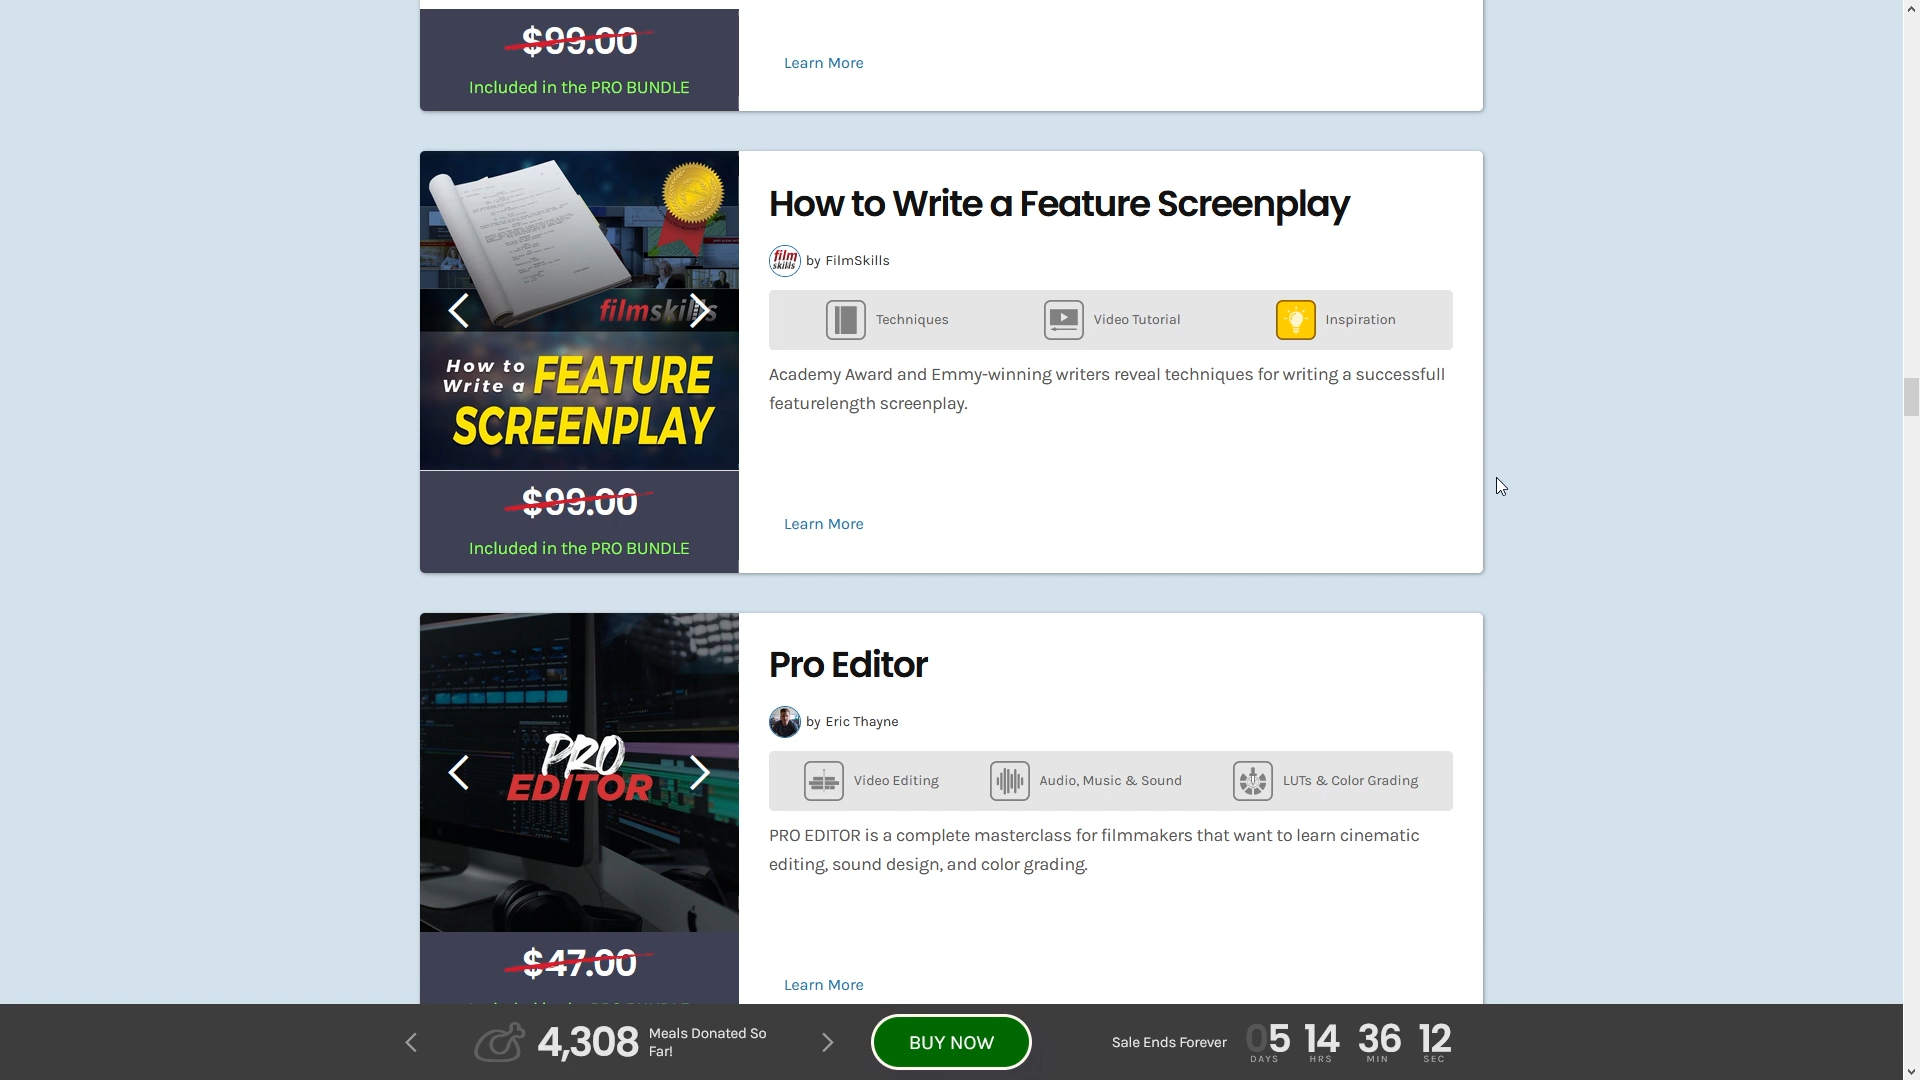 $99.00
Included in the PRO BUNDLE
Learn More
filmskills
How to
Write a FEATURE
SCREENPLAY
$99.00
Included in the PRO BUNDLE
How to Write a Feature Screenplay
film
skills
by FilmSkills
Techniques
Video Tutorial
Inspiration
Academy Award and Emmy-winning writers reveal techniques for writing a successfull
featurelength screenplay.
Learn More
PRO
EDITOR
$47.00
Pro Editor
by Eric Thayne
Video Editing
Audio, Music & Sound
LUTs & Color Grading
PRO EDITOR is a complete masterclass for filmmakers that want to learn cinematic
editing, sound design, and color grading.
Learn More
4,308
Meals Donated So
Far!
BUY NOW
Sale Ends Forever
05 14 36 12
DAYS HRS MIN SEC